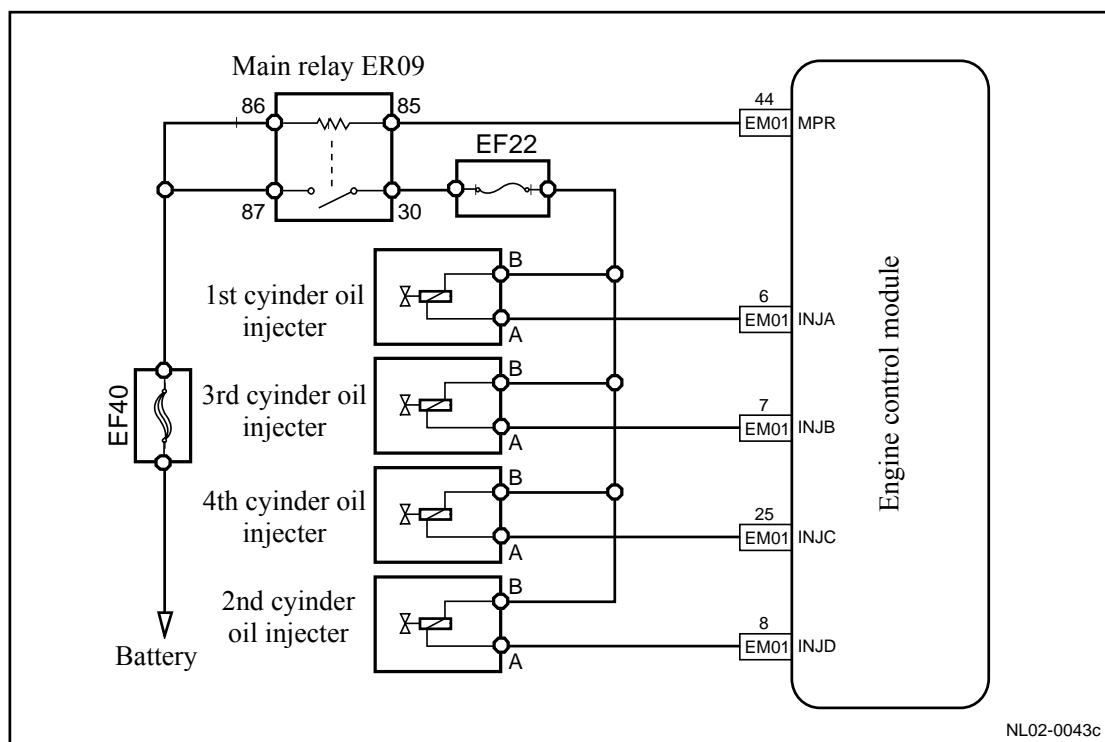 Main relay ER09
86
85
44
EM01 MPR
EF22
87
30
B
1st cyinder oil
injecter
A
6
EM01 INJA
B
3rd cyinder oil
injecter
A
7
EM01 INJB
EF40
B
4th cyinder oil
injecter
A
25
EM01 INJC
B
2nd cyinder
oil injecter
A
8
EM01 INJD
Battery
Engine control module
NL02-0043c